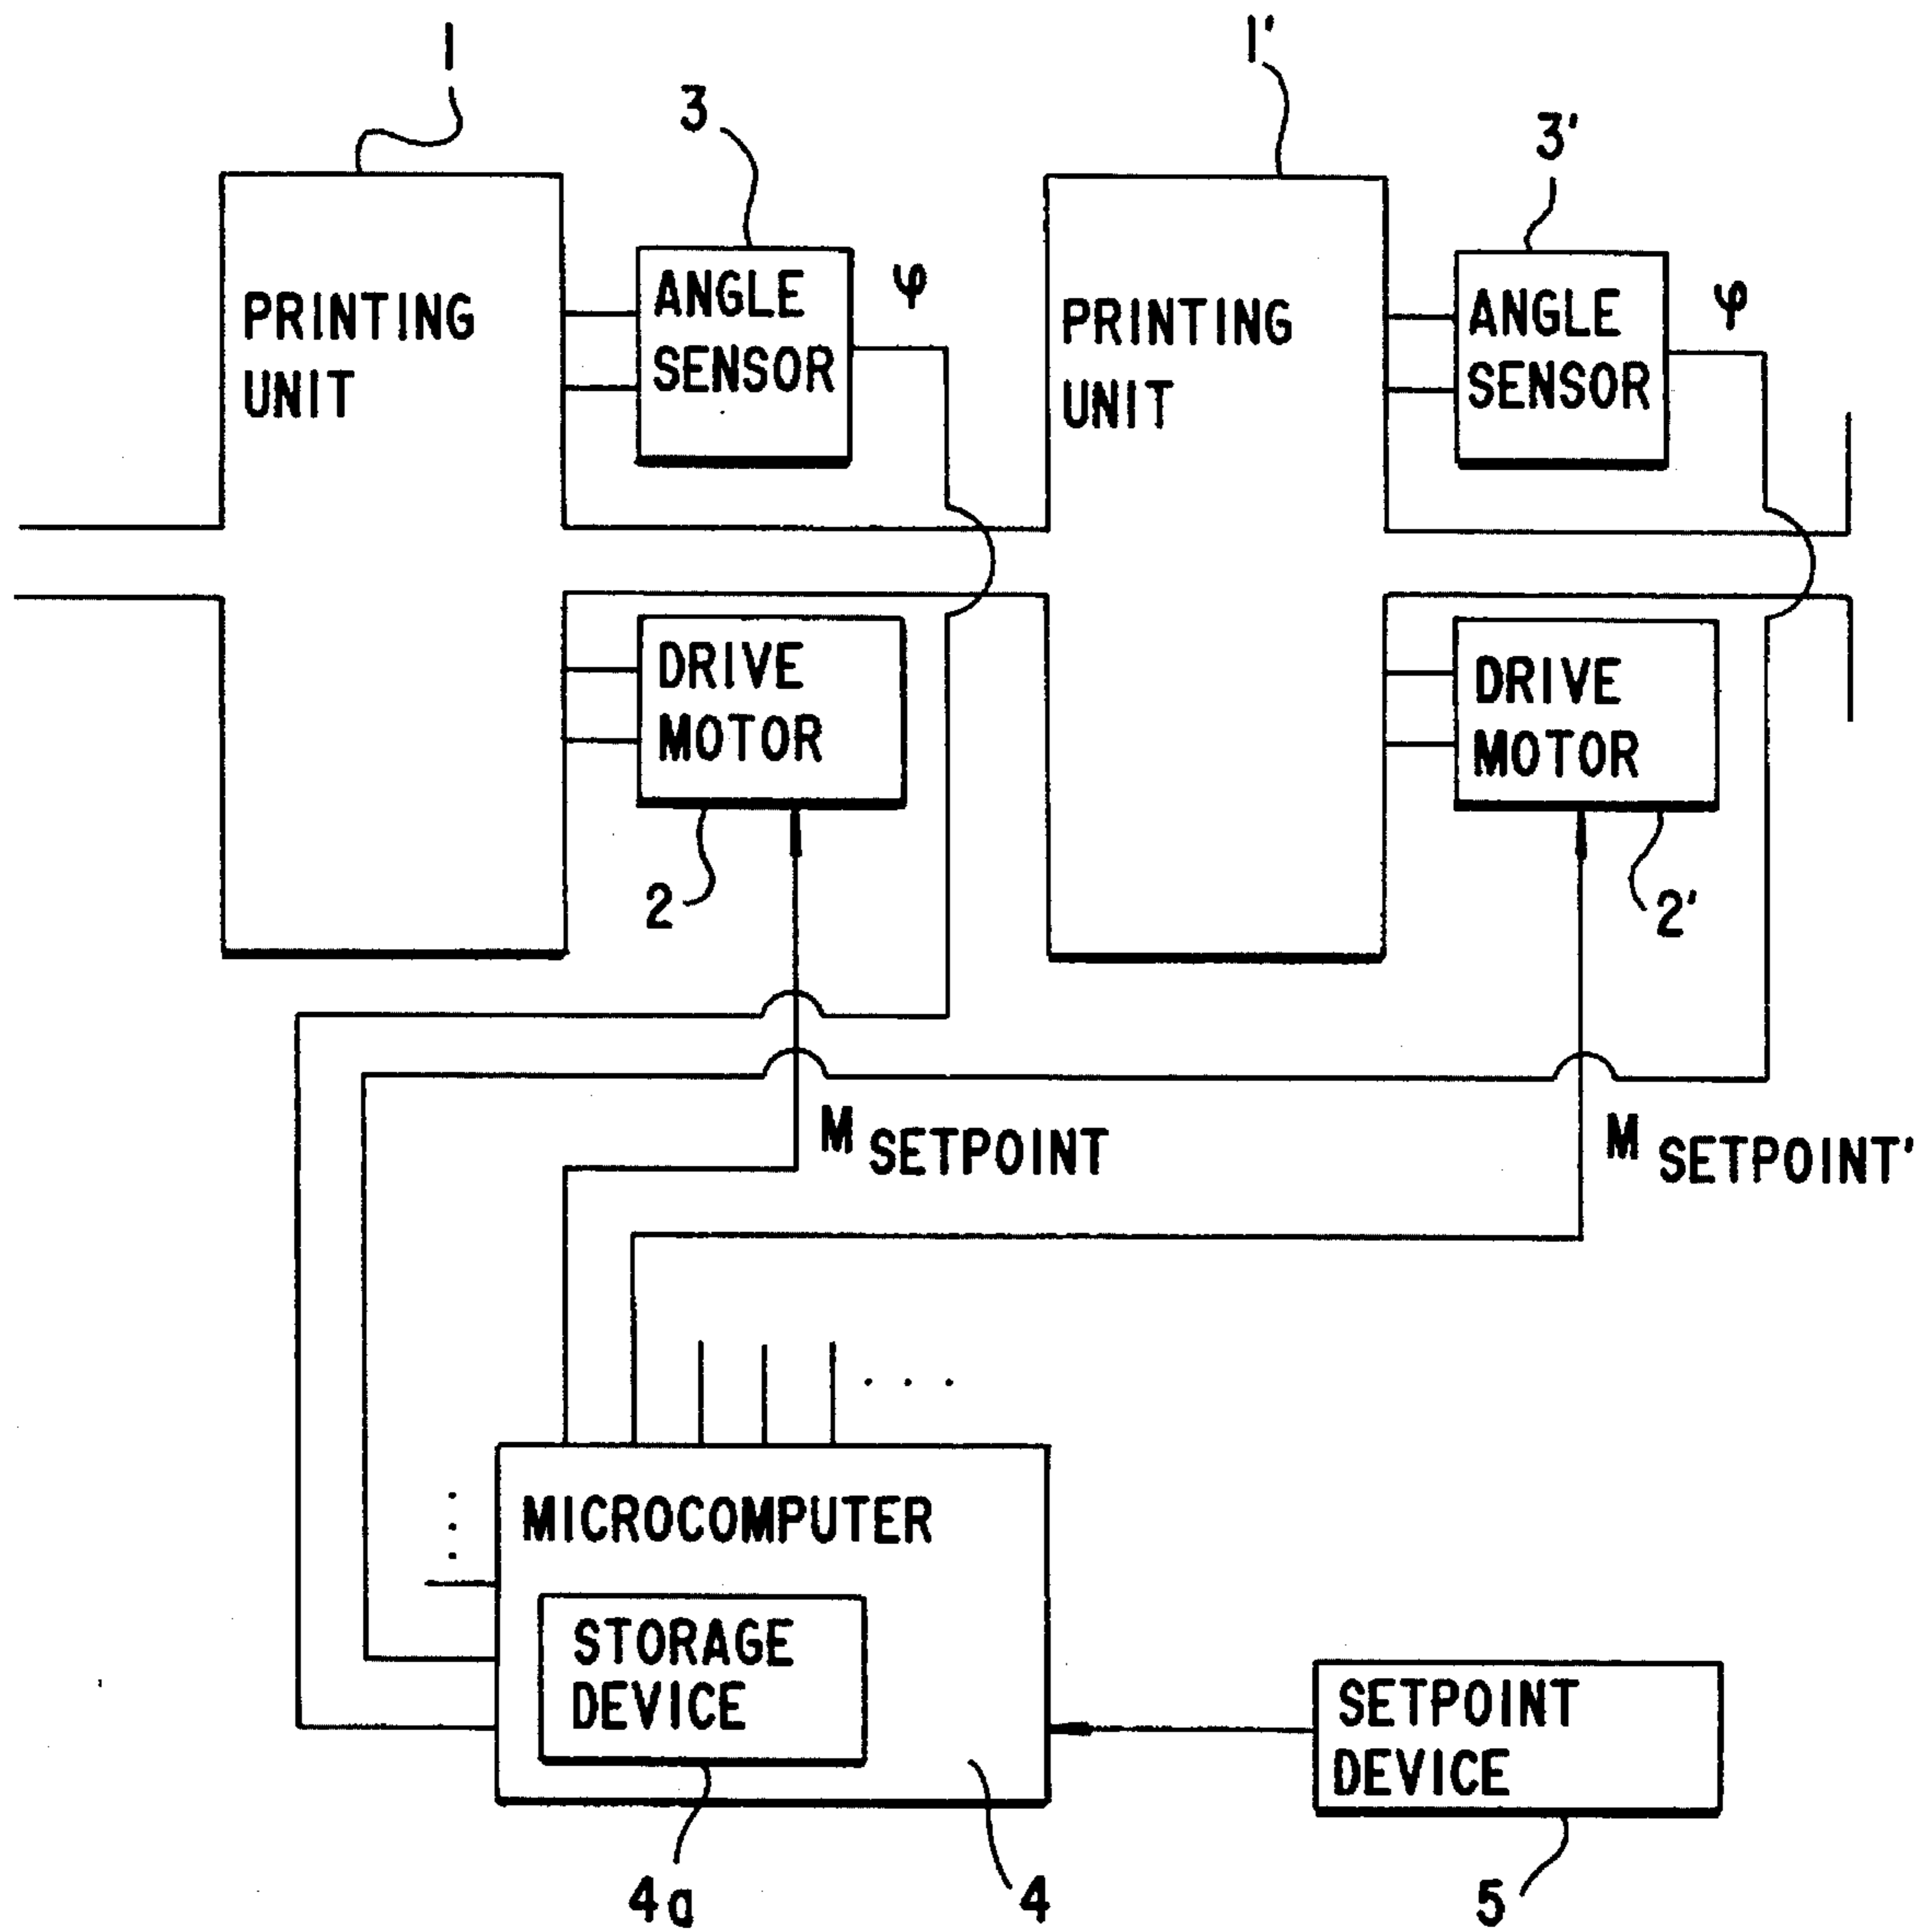 1
1'
3
3'
PRINTING
UNIT
ANGLE
SENSOR
φ
PRINTING
UNIT
ANGLE
SENSOR
φ
DRIVE
MOTOR
DRIVE
MOTOR
2
2'
M SETPOINT
M SETPOINT'
MICROCOMPUTER
STORAGE
DEVICE
SETPOINT
DEVICE
4a
4
5